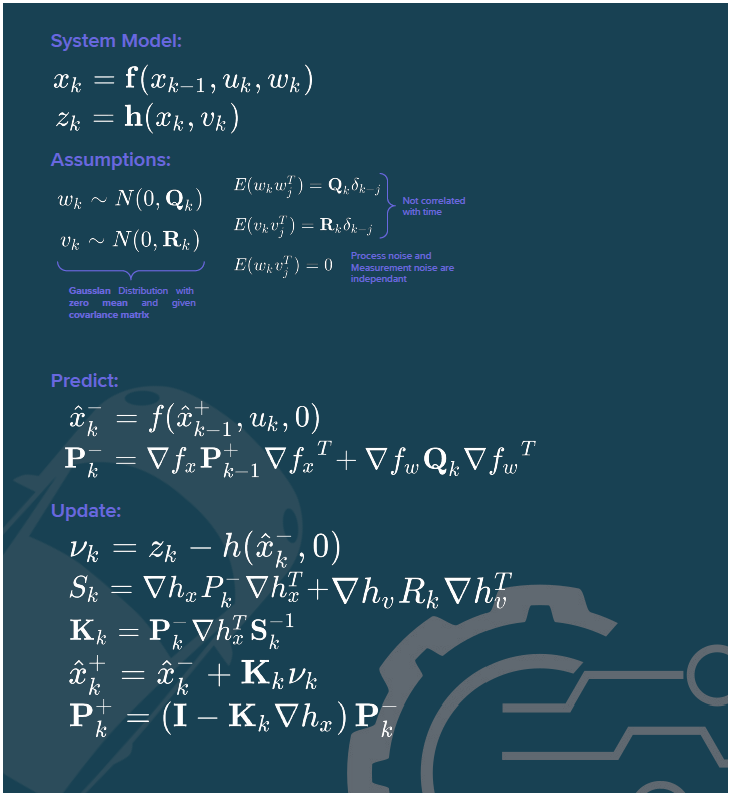 System Model:
x_k = f(x_{k-1}, u_k, w_k)
z_k = h(x_k, v_k)
Assumptions:
w_k ∼ N(0, Q_k)
v_k ∼ N(0, R_k)
Gaussian Distribution with
zero mean and given
covariance matrix
E(w_k w_j^T) = Q_k δ_{k-j}
E(v_k v_j^T) = R_k δ_{k-j}
Not correlated
with time
E(w_k v_j^T) = 0
Process noise and
Measurement noise are
independant
Predict:
x̂_k^- = f(x̂_{k-1}^+, u_k, 0)
P_k^- = ∇f_x P_{k-1}^+ ∇f_x^T + ∇f_w Q_k ∇f_w^T
Update:
ν_k = z_k − h(x̂_k^-, 0)
S_k = ∇h_x P_k^- ∇h_x^T + ∇h_v R_k ∇h_v^T
K_k = P_k^- ∇h_x^T S_k^{-1}
x̂_k^+ = x̂_k^- + K_k ν_k
P_k^+ = (I − K_k ∇h_x) P_k^-